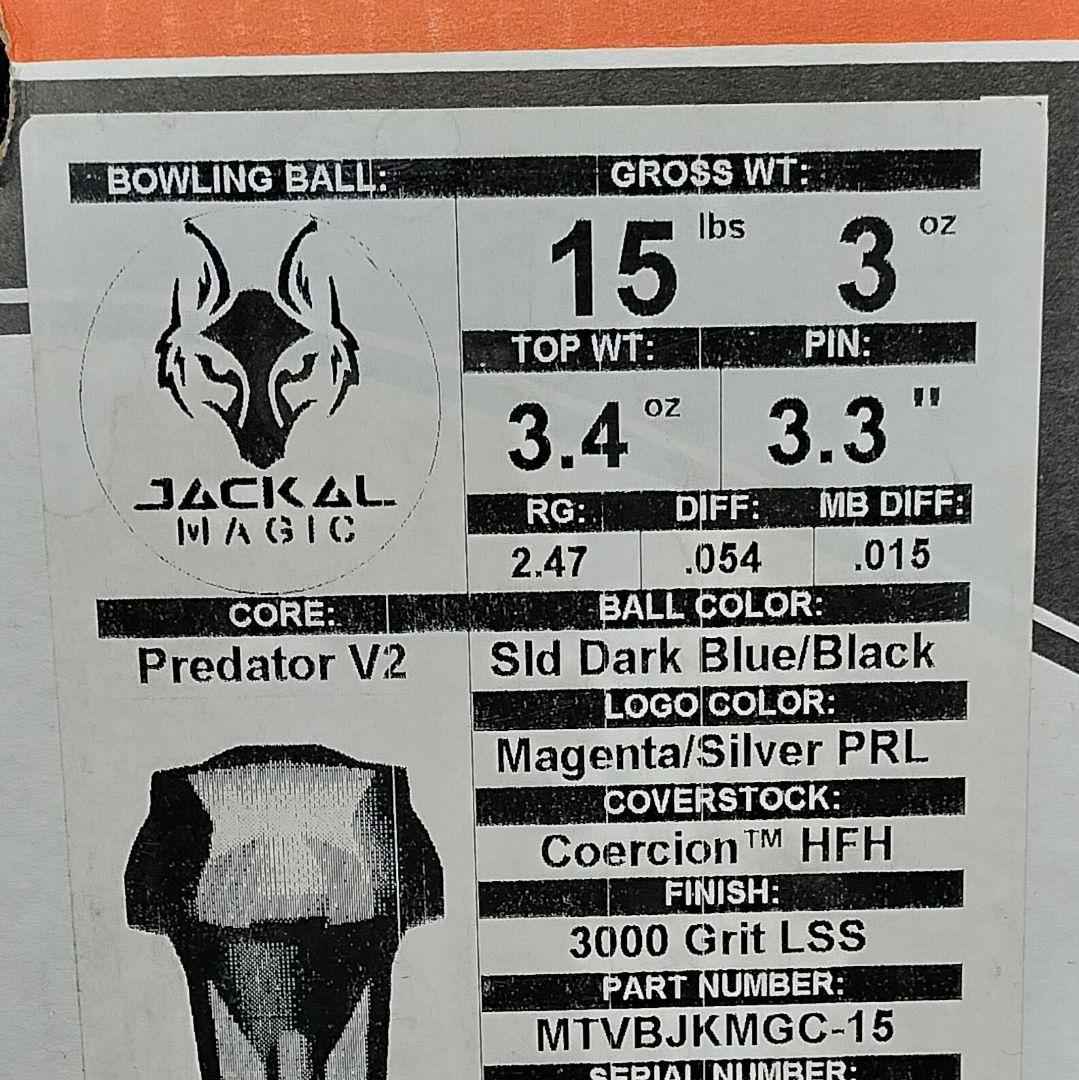 BOWLING BALL:
GROSS WT:
15 lbs 3 oz
TOP WT: PIN:
3.4 oz 3.3 "
JACKAL
MAGIC
RG: DIFF: MB DIFF:
2.47 .054 .015
CORE:
Predator V2
BALL COLOR:
Sld Dark Blue/Black
LOGO COLOR:
Magenta/Silver PRL
COVERSTOCK:
Coercion™ HFH
FINISH:
3000 Grit LSS
PART NUMBER:
MTVBJKMGC-15
SERIAL NUMBER: